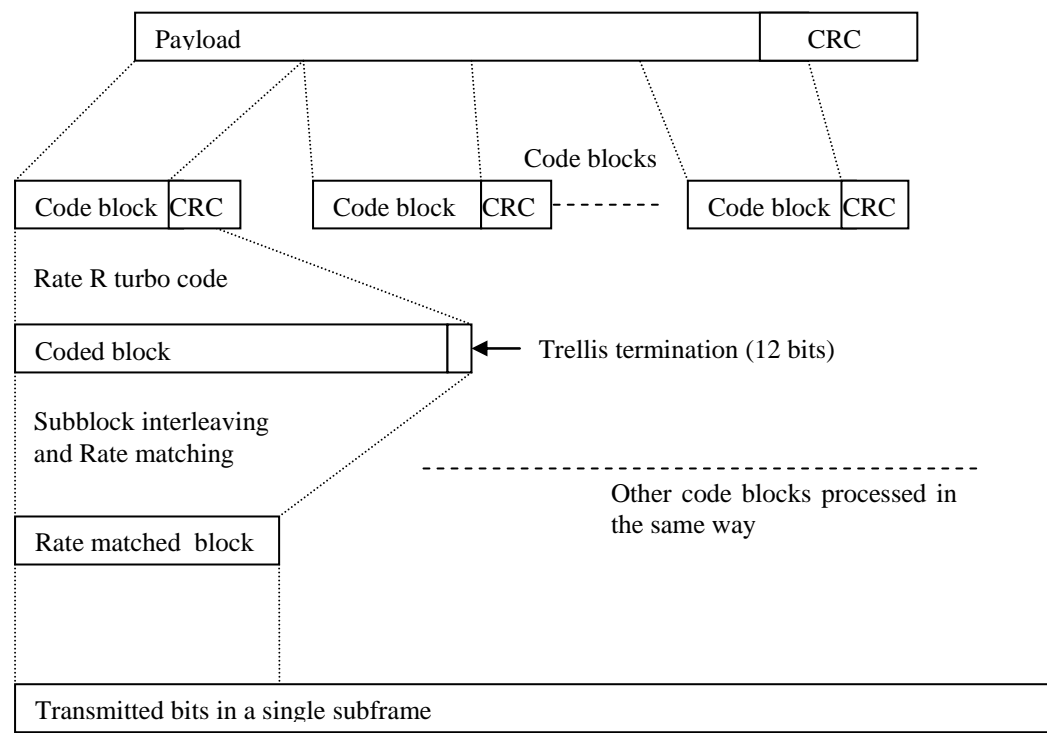 Payload CRC
Code blocks
Code block CRC Code block CRC Code block CRC
Rate R turbo code
Coded block Trellis termination (12 bits)
Subblock interleaving
and Rate matching
Other code blocks processed in
the same way
Rate matched block
Transmitted bits in a single subframe